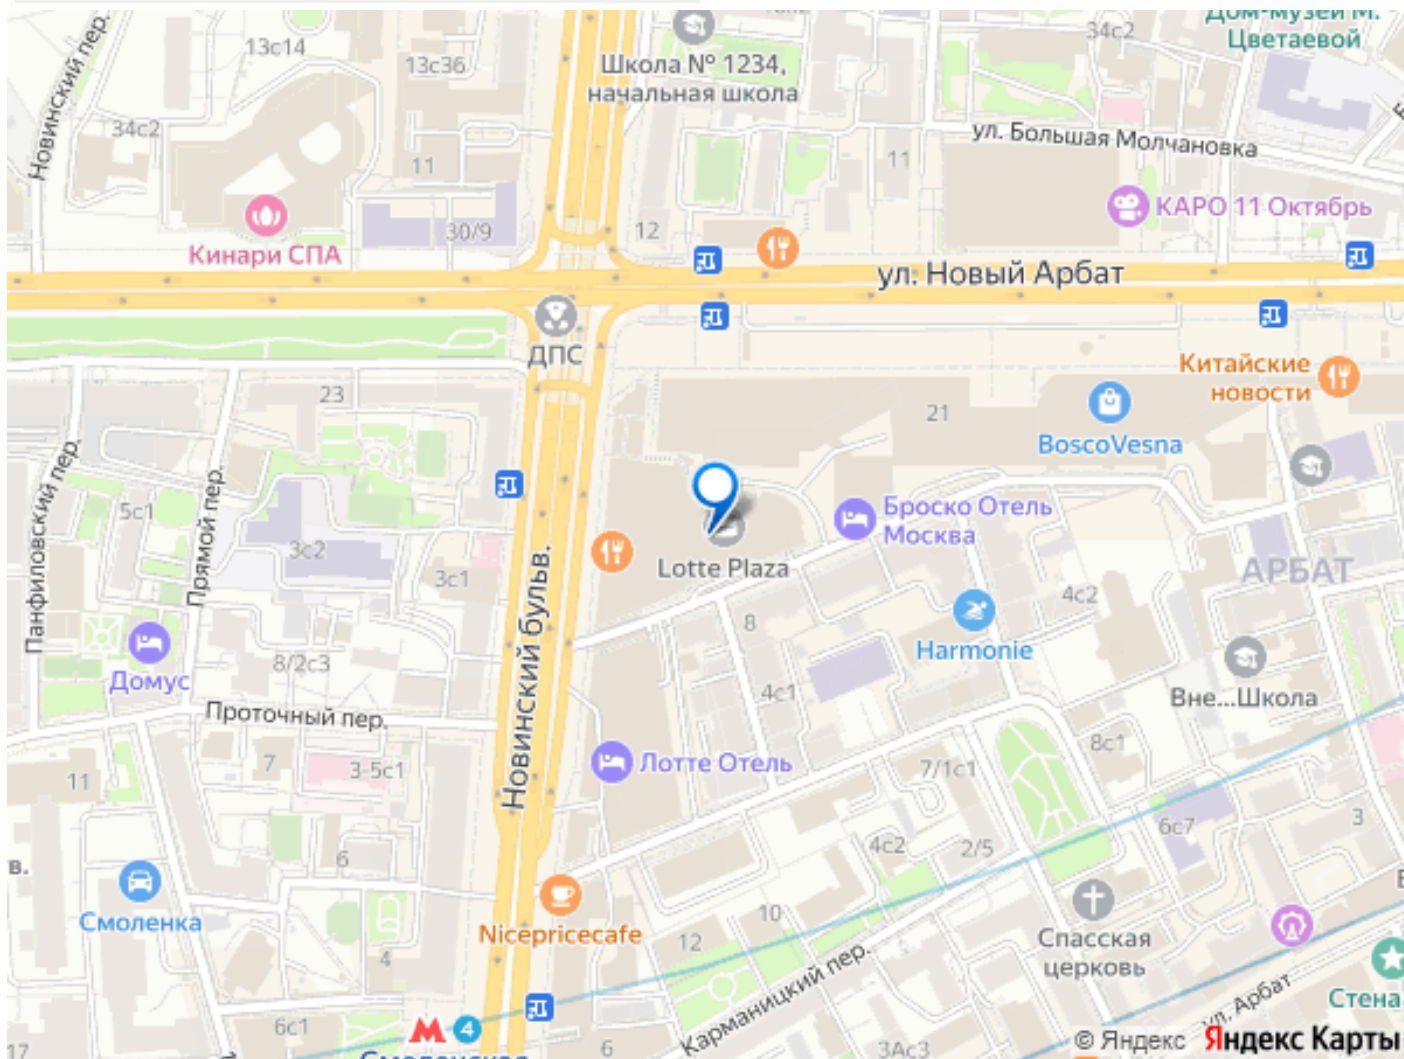 Дом-музей М.
Цветаевой
34с2
13с14
13с36
Школа № 1234,
начальная школа
Новинский пер.
34с2
ул. Большая Молчановка
11
11
КАРО 11 Октябрь
30/9
12
Кинари СПА
ул. Новый Арбат
ДПС
Китайские
новости
23
21
BoscoVesna
Панфиловский пер.
Прямой пер.
5с1
3с2
3с1
Новинский бульв.
Lotte Plaza
Броско Отель
Москва
АРБАТ
4с2
8
Harmonie
Домус
8/2с3
4с1
Вне...Школа
Проточный пер.
8с1
7
3-5с1
11
Лотте Отель
7/1с1
6с7
3
6
4с2
2/5
в.
Смоленка
Nicepricecafe
10
12
4
Спасская
церковь
Карманицкий пер.
ул. Арбат
Стена
6с1
4
17
Смоленская
6
3Ас3
© Яндекс
Яндекс Карты